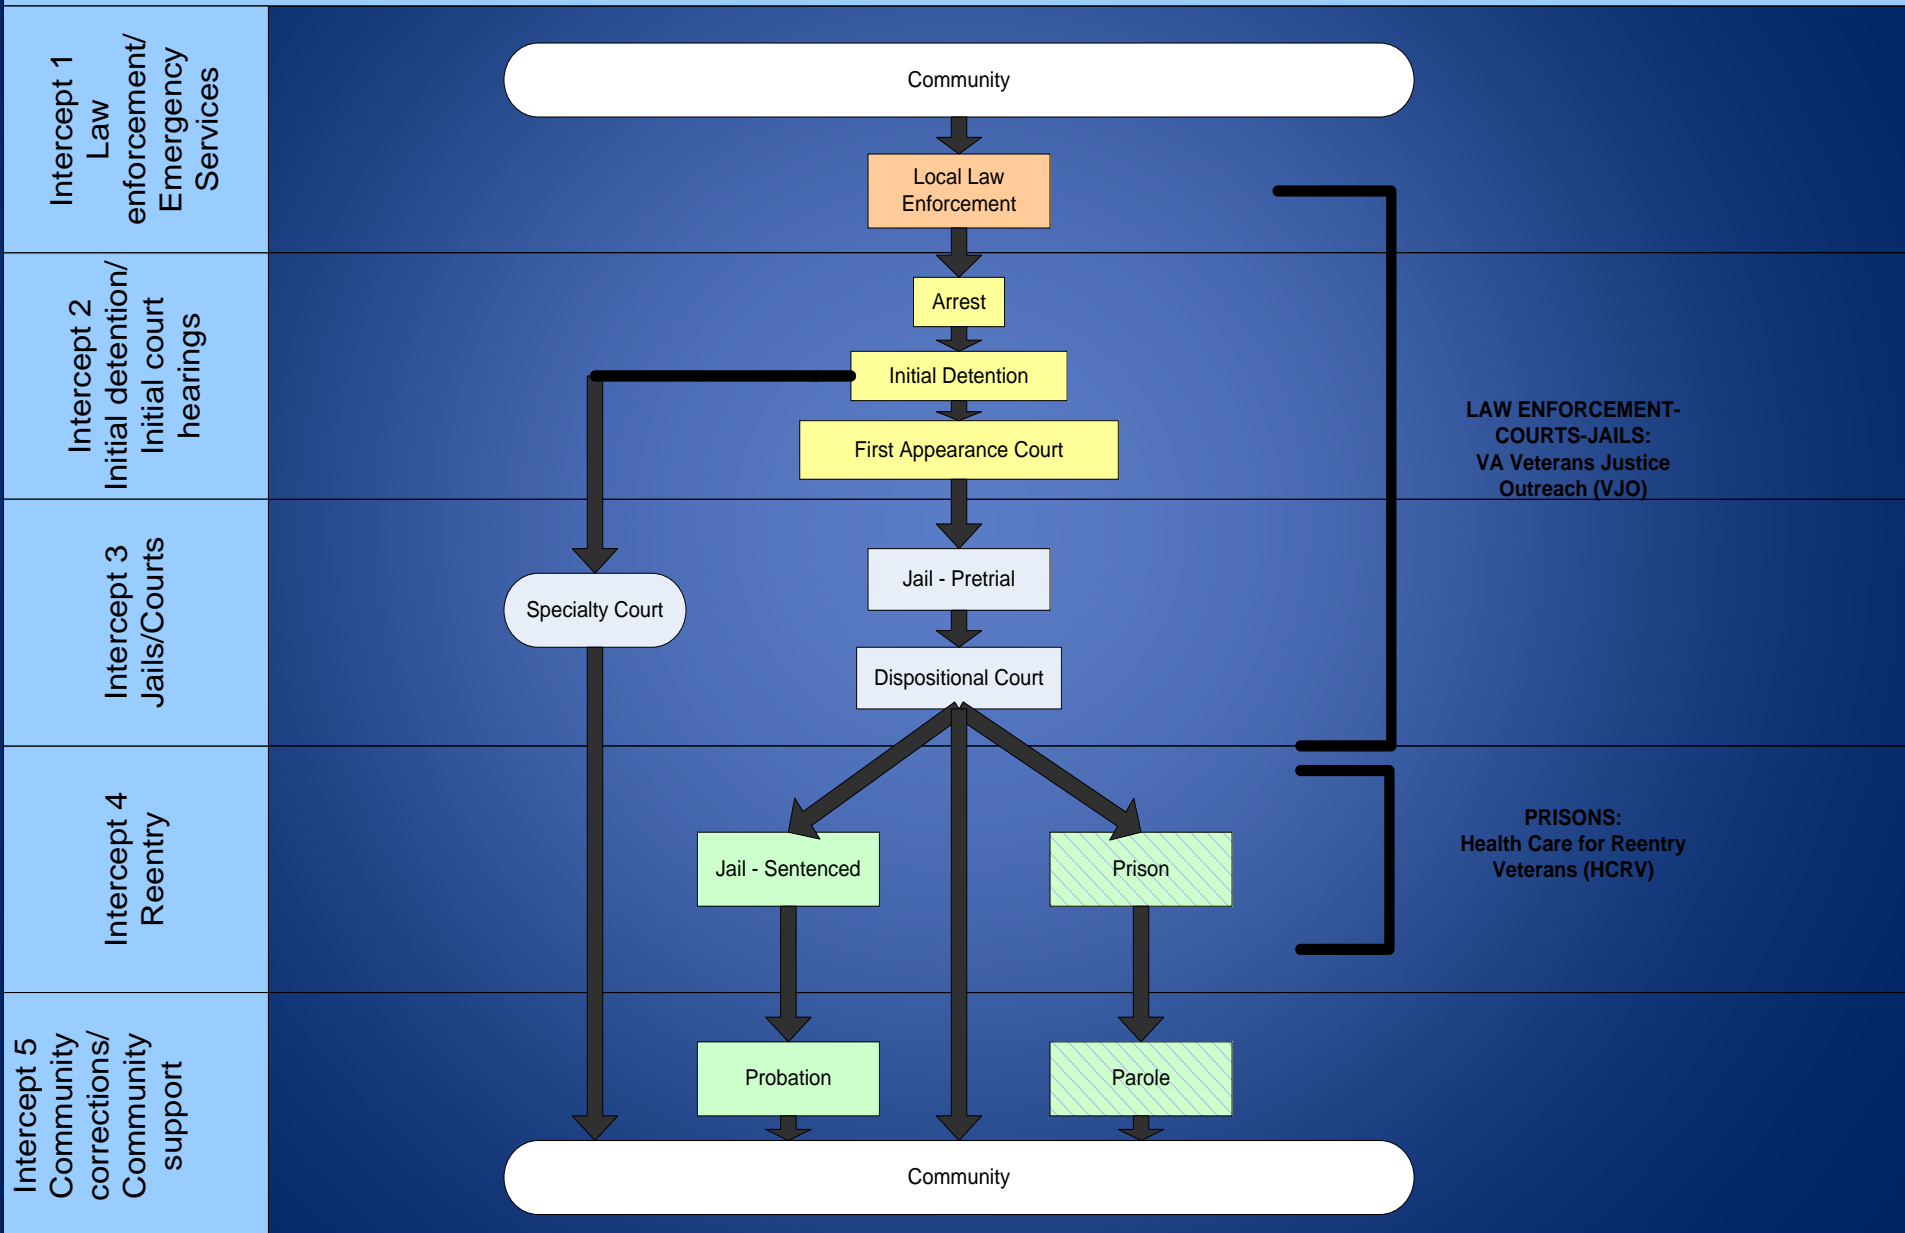 Intercept 1
Law
enforcement/
Emergency
Services
Community
Local Law
Enforcement
Intercept 2
Initial detention/
Initial court
hearings
Arrest
Initial Detention
First Appearance Court
LAW ENFORCEMENT-
COURTS-JAILS:
VA Veterans Justice
Outreach (VJO)
Intercept 3
Jails/Courts
Jail - Pretrial
Specialty Court
Dispositional Court
Intercept 4
Reentry
Jail - Sentenced
Prison
PRISONS:
Health Care for Reentry
Veterans (HCRV)
Intercept 5
Community
corrections/
Community
support
Probation
Parole
Community